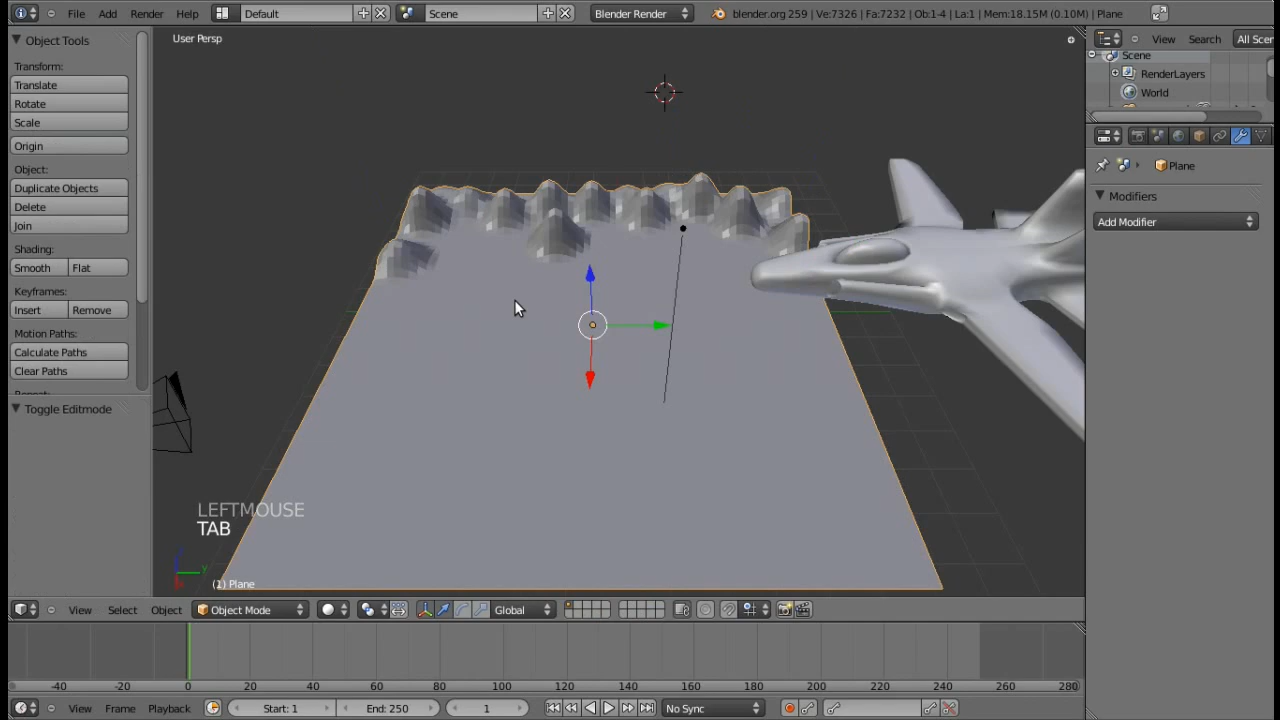 File Add Render Help Default Scene Blender Render blender.org 259 | Ve:7326 | Fa:7232 | Ob:1-4 | La:1 | Mem:18.15M (0.10M) | Plane
Object Tools
Transform:
Translate
Rotate
Scale
Origin
Object:
Duplicate Objects
Delete
Join
Shading:
Smooth Flat
Keyframes:
Insert Remove
Motion Paths:
Calculate Paths
Clear Paths
Toggle Editmode
User Persp
LEFTMOUSE
TAB
y
(1) Plane
View Search All Scen
Scene
RenderLayers
World
Plane
Modifiers
Add Modifier
View Select Object Object Mode Global
-40 -20 0 20 40 60 80 100 120 140 160 180 200 220 240 260 280
View Frame Playback Start: 1 End: 250 1 No Sync